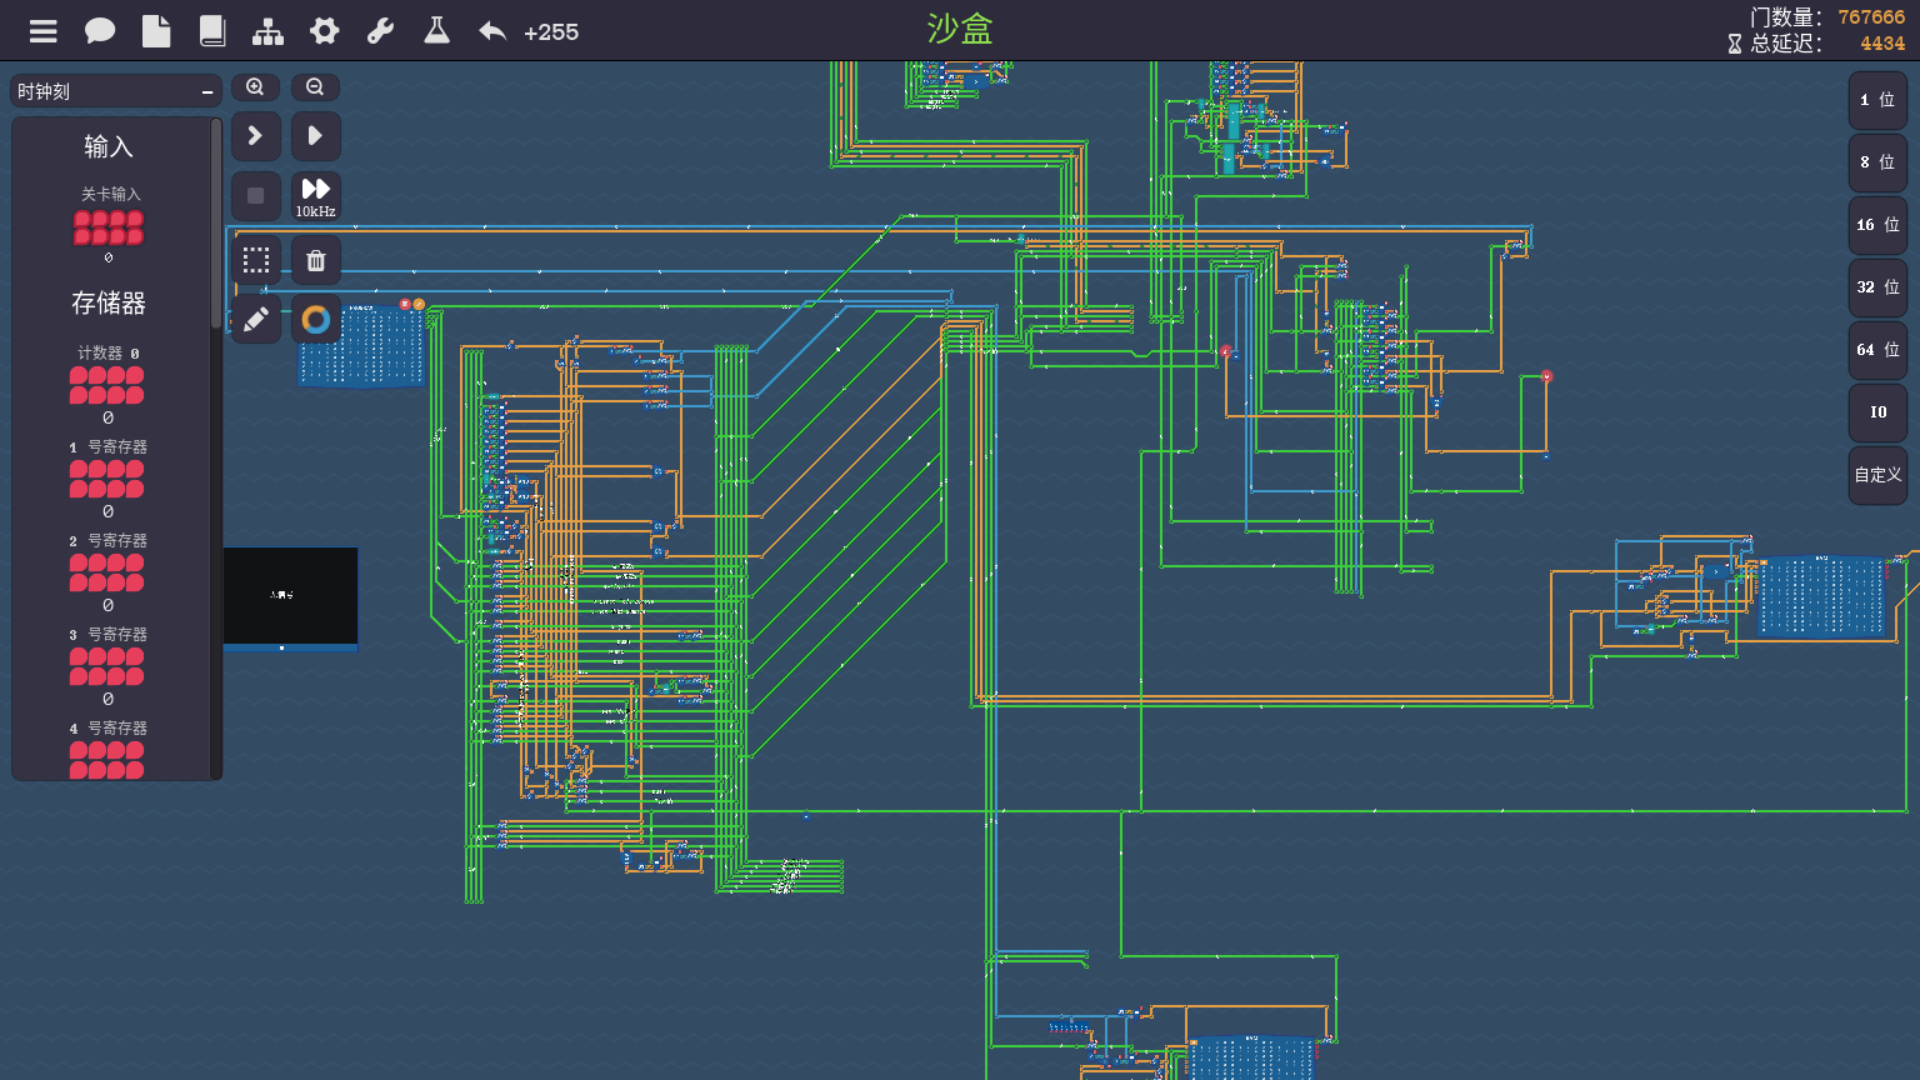 +255
沙盒
门数量： 767666
总延迟： 4434
时钟刻
输入
关卡输入
0
存储器
计数器 0
0
1 号寄存器
0
2 号寄存器
0
3 号寄存器
0
4 号寄存器
10kHz
1 位
8 位
16 位
32 位
64 位
IO
自定义